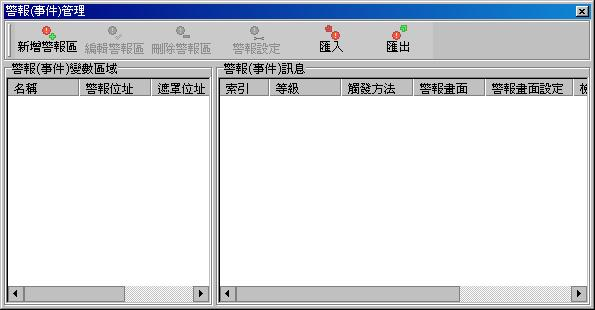 警報(事件)管理
新增警報區 編輯警報區 刪除警報區 警報設定 匯入 匯出
警報(事件)變數區域 警報(事件)訊息
名稱 警報位址 遮罩位址 索引 等級 觸發方法 警報畫面 警報畫面設定